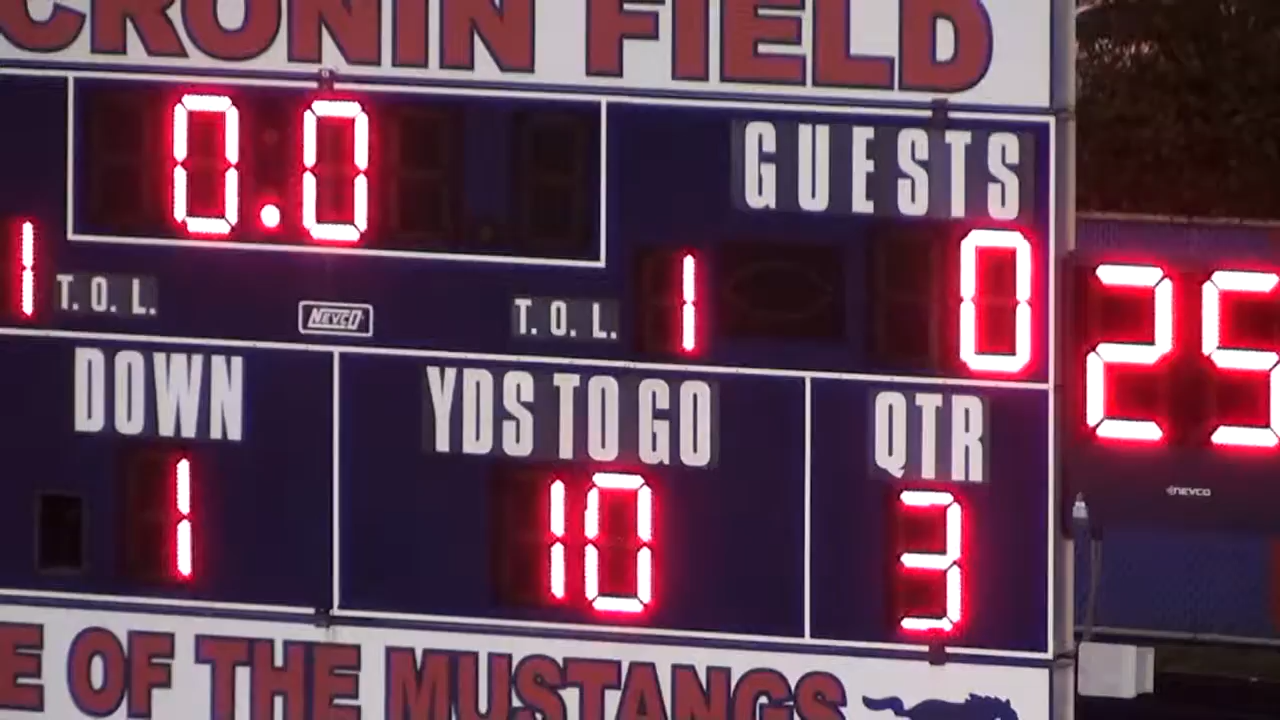 CRONIN FIELD
0.0
GUESTS
1 T. O. L.
NEVCO
T. O. L. 1
0
25
DOWN
YDS TO GO
QTR
1
10
3
NEVCO
E OF THE MUSTANGS